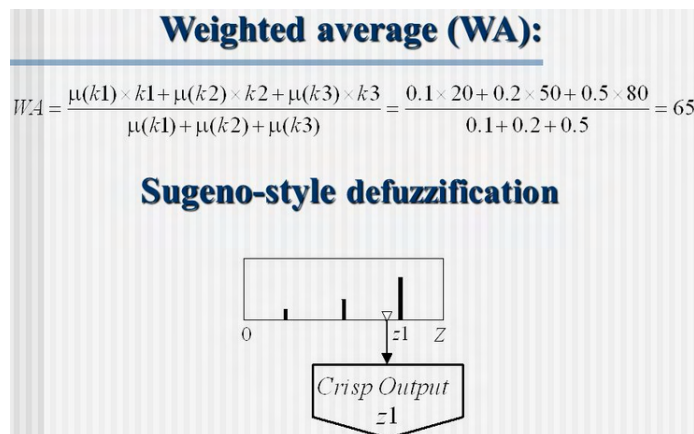 Weighted average (WA):
WA = μ(k1) × k1 + μ(k2) × k2 + μ(k3) × k3 / μ(k1) + μ(k2) + μ(k3) = 0.1 × 20 + 0.2 × 50 + 0.5 × 80 / 0.1 + 0.2 + 0.5 = 65
Sugeno-style defuzzification
0 z1 Z
Crisp Output
z1